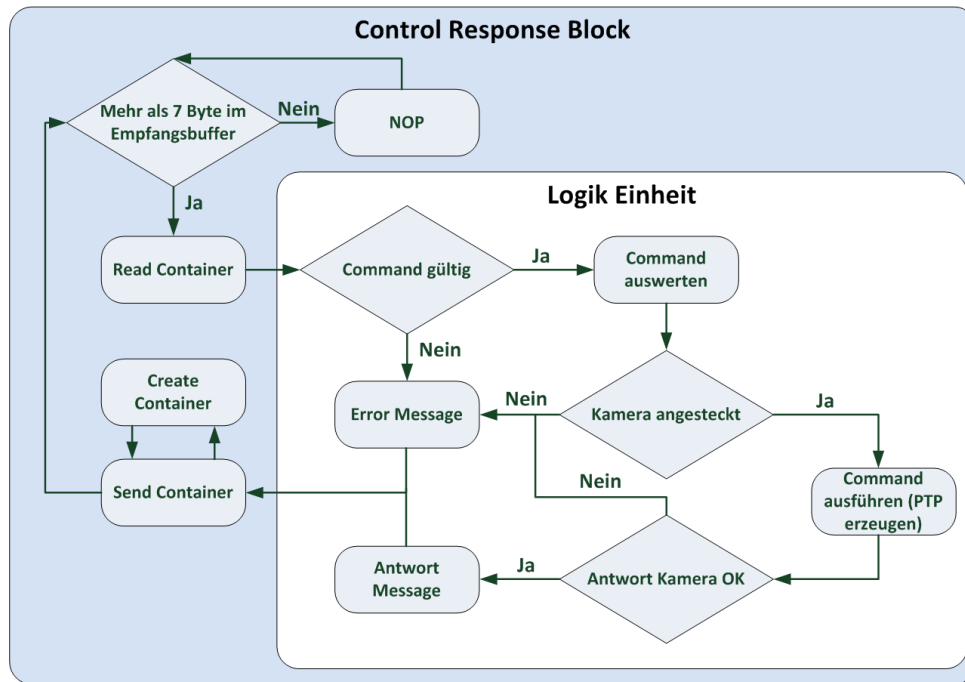 Control Response Block
Mehr als 7 Byte im
Empfangsbuffer
Nein
NOP
Ja
Logik Einheit
Read Container
Command gültig
Ja
Command
auswerten
Nein
Create
Container
Error Message
Nein
Kamera angesteckt
Ja
Send Container
Nein
Command
ausführen (PTP
erzeugen)
Antwort
Message
Ja
Antwort Kamera OK